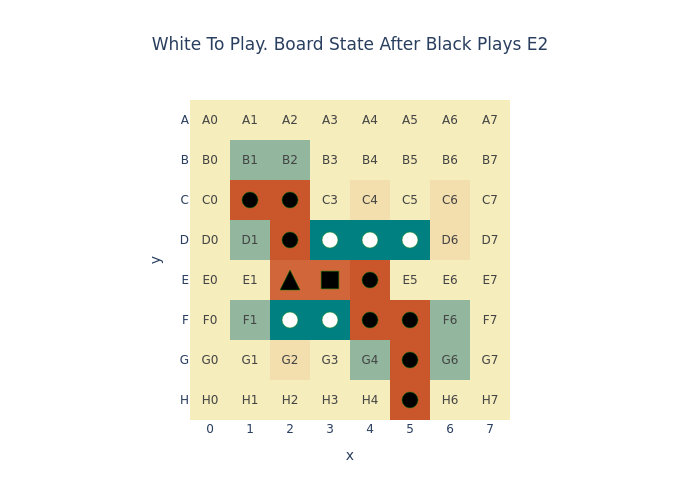 White To Play. Board State After Black Plays E2
A A0 A1 A2 A3 A4 A5 A6 A7
B B0 B1 B2 B3 B4 B5 B6 B7
C C0 C3 C4 C5 C6 C7
D D0 D1 D6 D7
E E0 E1 E5 E6 E7
F F0 F1 F6 F7
G G0 G1 G2 G3 G4 G6 G7
H H0 H1 H2 H3 H4 H6 H7
0 1 2 3 4 5 6 7
x
y